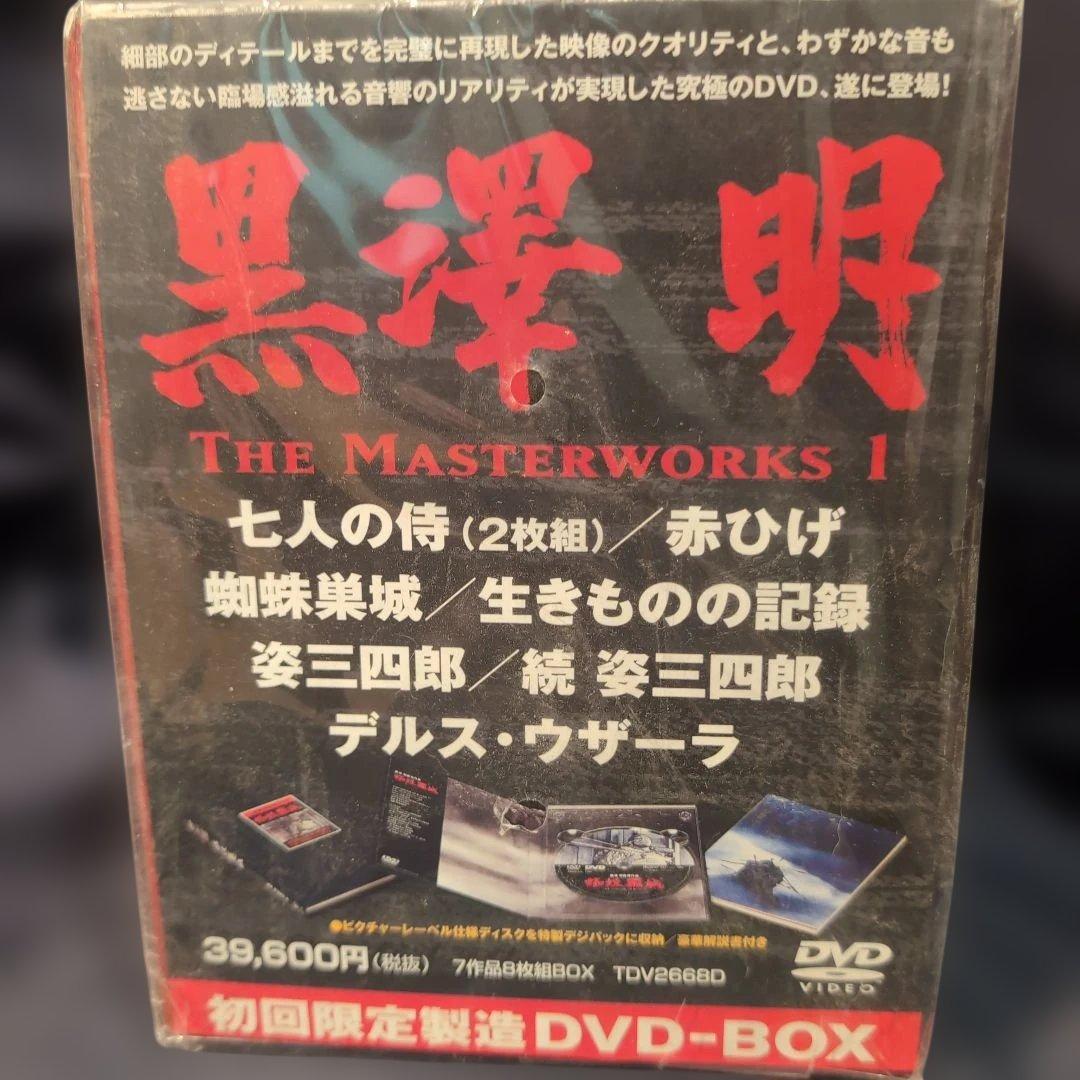 細部のディテールまでを完璧に再現した映像のクオリティと、わずかな音も
逃さない臨場感溢れる音響のリアリティが実現した究極のDVD、遂に登場!
黒澤 明
THE MASTERWORKS 1
七人の侍(2枚組)/赤ひげ
蜘蛛巣城/生きものの記録
姿三四郎/続 姿三四郎
デルス・ウザーラ
蜘蛛巣城
DVD
蜘蛛巣城
●ピクチャーレーベル仕様ディスクを特製デジパックに収納/豪華解説書付き
39,600円(税抜) 7作品8枚組BOX TDV2668D
DVD
VIDEO
初回限定製造DVD-BOX